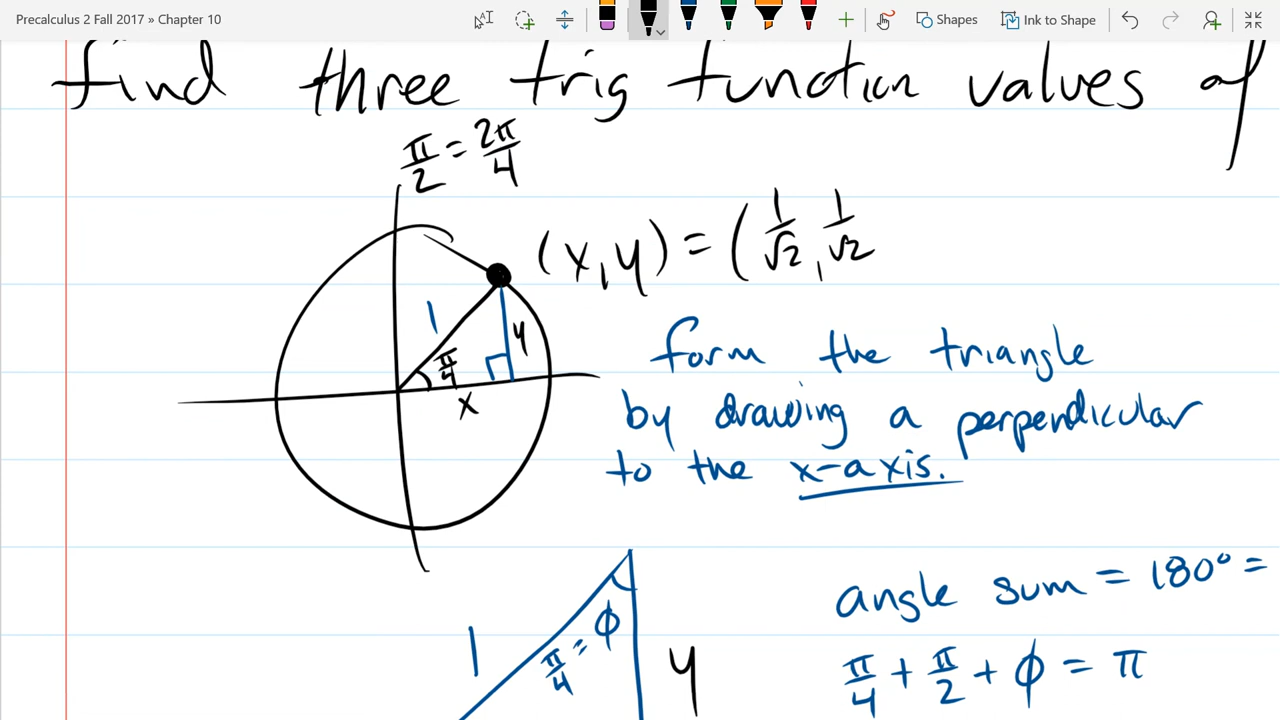 Precalculus 2 Fall 2017 » Chapter 10
Shapes
Ink to Shape
find three trig function values of
π/2 = 2π/4
(x,y) = (1/√2, 1/√2
1
π/4
y
x
form the triangle
by drawing a perpendicular
to the x-axis.
1
π/4 = φ
y
angle sum = 180° =
π/4 + π/2 + φ = π